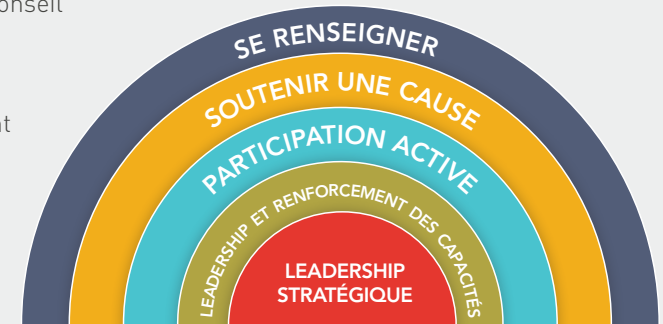 SE RENSEIGNER
SOUTENIR UNE CAUSE
PARTICIPATION ACTIVE
LEADERSHIP ET RENFORCEMENT DES CAPACITÉS
LEADERSHIP
STRATÉGIQUE